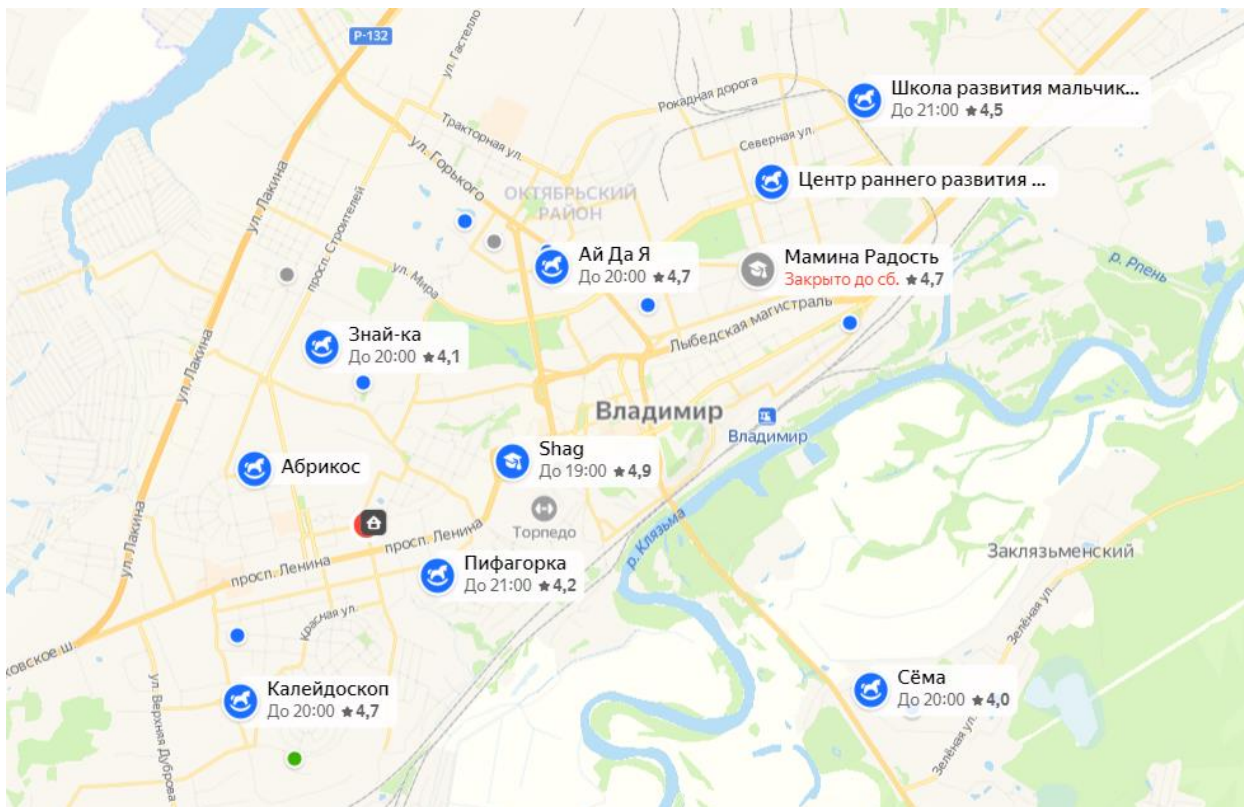 Р-132
ул. Гастелло
Рокадная дорога
Школа развития мальчик...
До 21:00 ★4,5
Тракторная ул.
ул. Горького
Северная ул.
ул. Лакина
ОКТЯБРЬСКИЙ
РАЙОН
Центр раннего развития ...
просп. Строителей
ул. Мира
Ай Да Я
До 20:00 ★4,7
Мамина Радость
Закрыто до сб. ★4,7
р. Рпень
Лыбедская магистраль
Знай-ка
До 20:00 ★4,1
ул. Лакина
Владимир
Владимир
Shag
До 19:00 ★4,9
Абрикос
Торпедо
р. Клязьма
ул. Лакина
просп. Ленина
просп. Ленина
Заклязьменский
Пифагорка
До 21:00 ★4,2
Красная ул.
Зелёная ул...
ковское ш.
ул. Верхняя Дуброва
Калейдоскоп
До 20:00 ★4,7
Сёма
До 20:00 ★4,0
Зелёная ул.